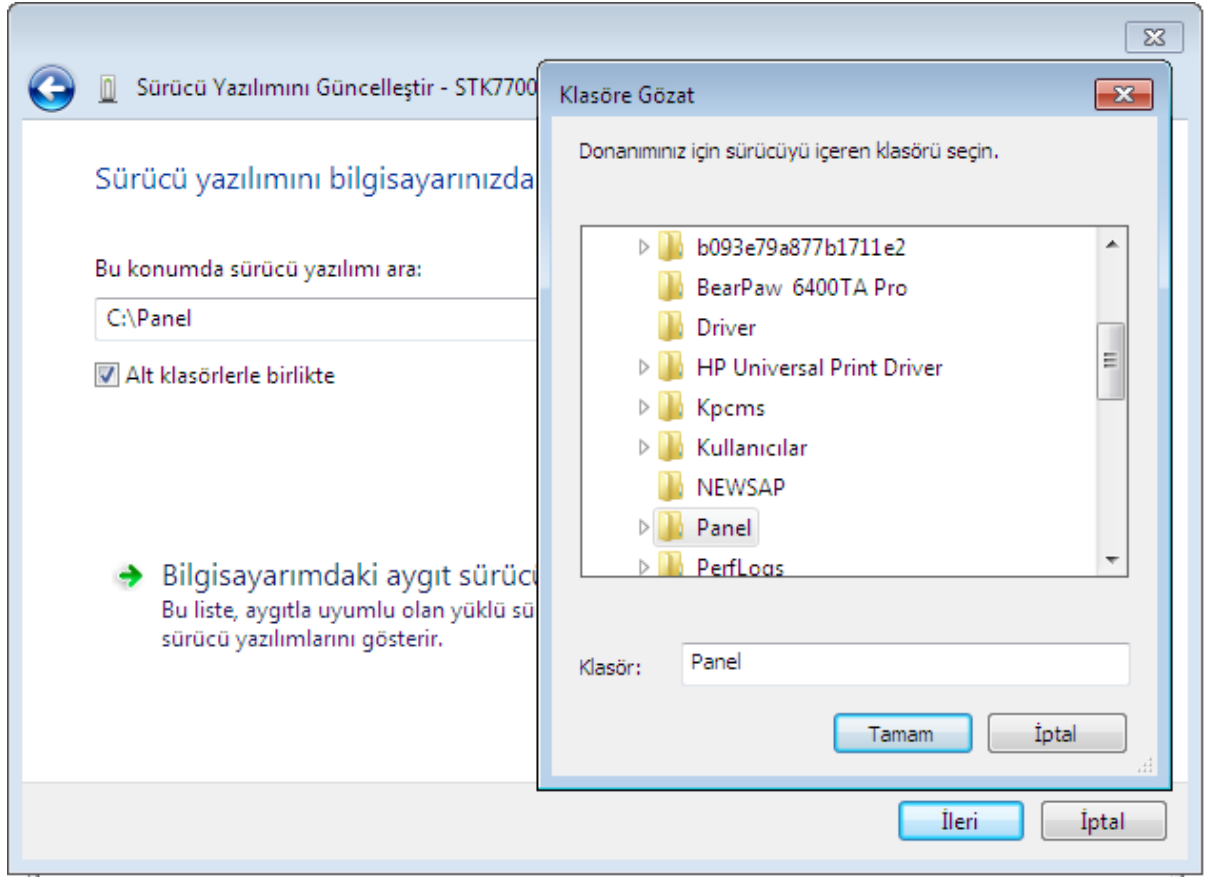 Sürücü Yazılımını Güncelleştir - STK7700
Sürücü yazılımını bilgisayarınızda
Bu konumda sürücü yazılımı ara:
C:\Panel
Alt klasörlerle birlikte
Bilgisayarımdaki aygıt
Bu liste, aygıtla uyumlu olan yüklü
sürücü yazılımlarını gösterir.
Klasöre Gözat
Donanımınız için sürücüyü içeren klasörü seçin.
b093e79a877b1711e2
BearPaw 6400TA Pro
Driver
HP Universal Print Driver
Kpcms
Kullanıcılar
NEWSAP
Panel
PerfLogs
Klasör:
Panel
Tamam
İptal
İleri
İptal